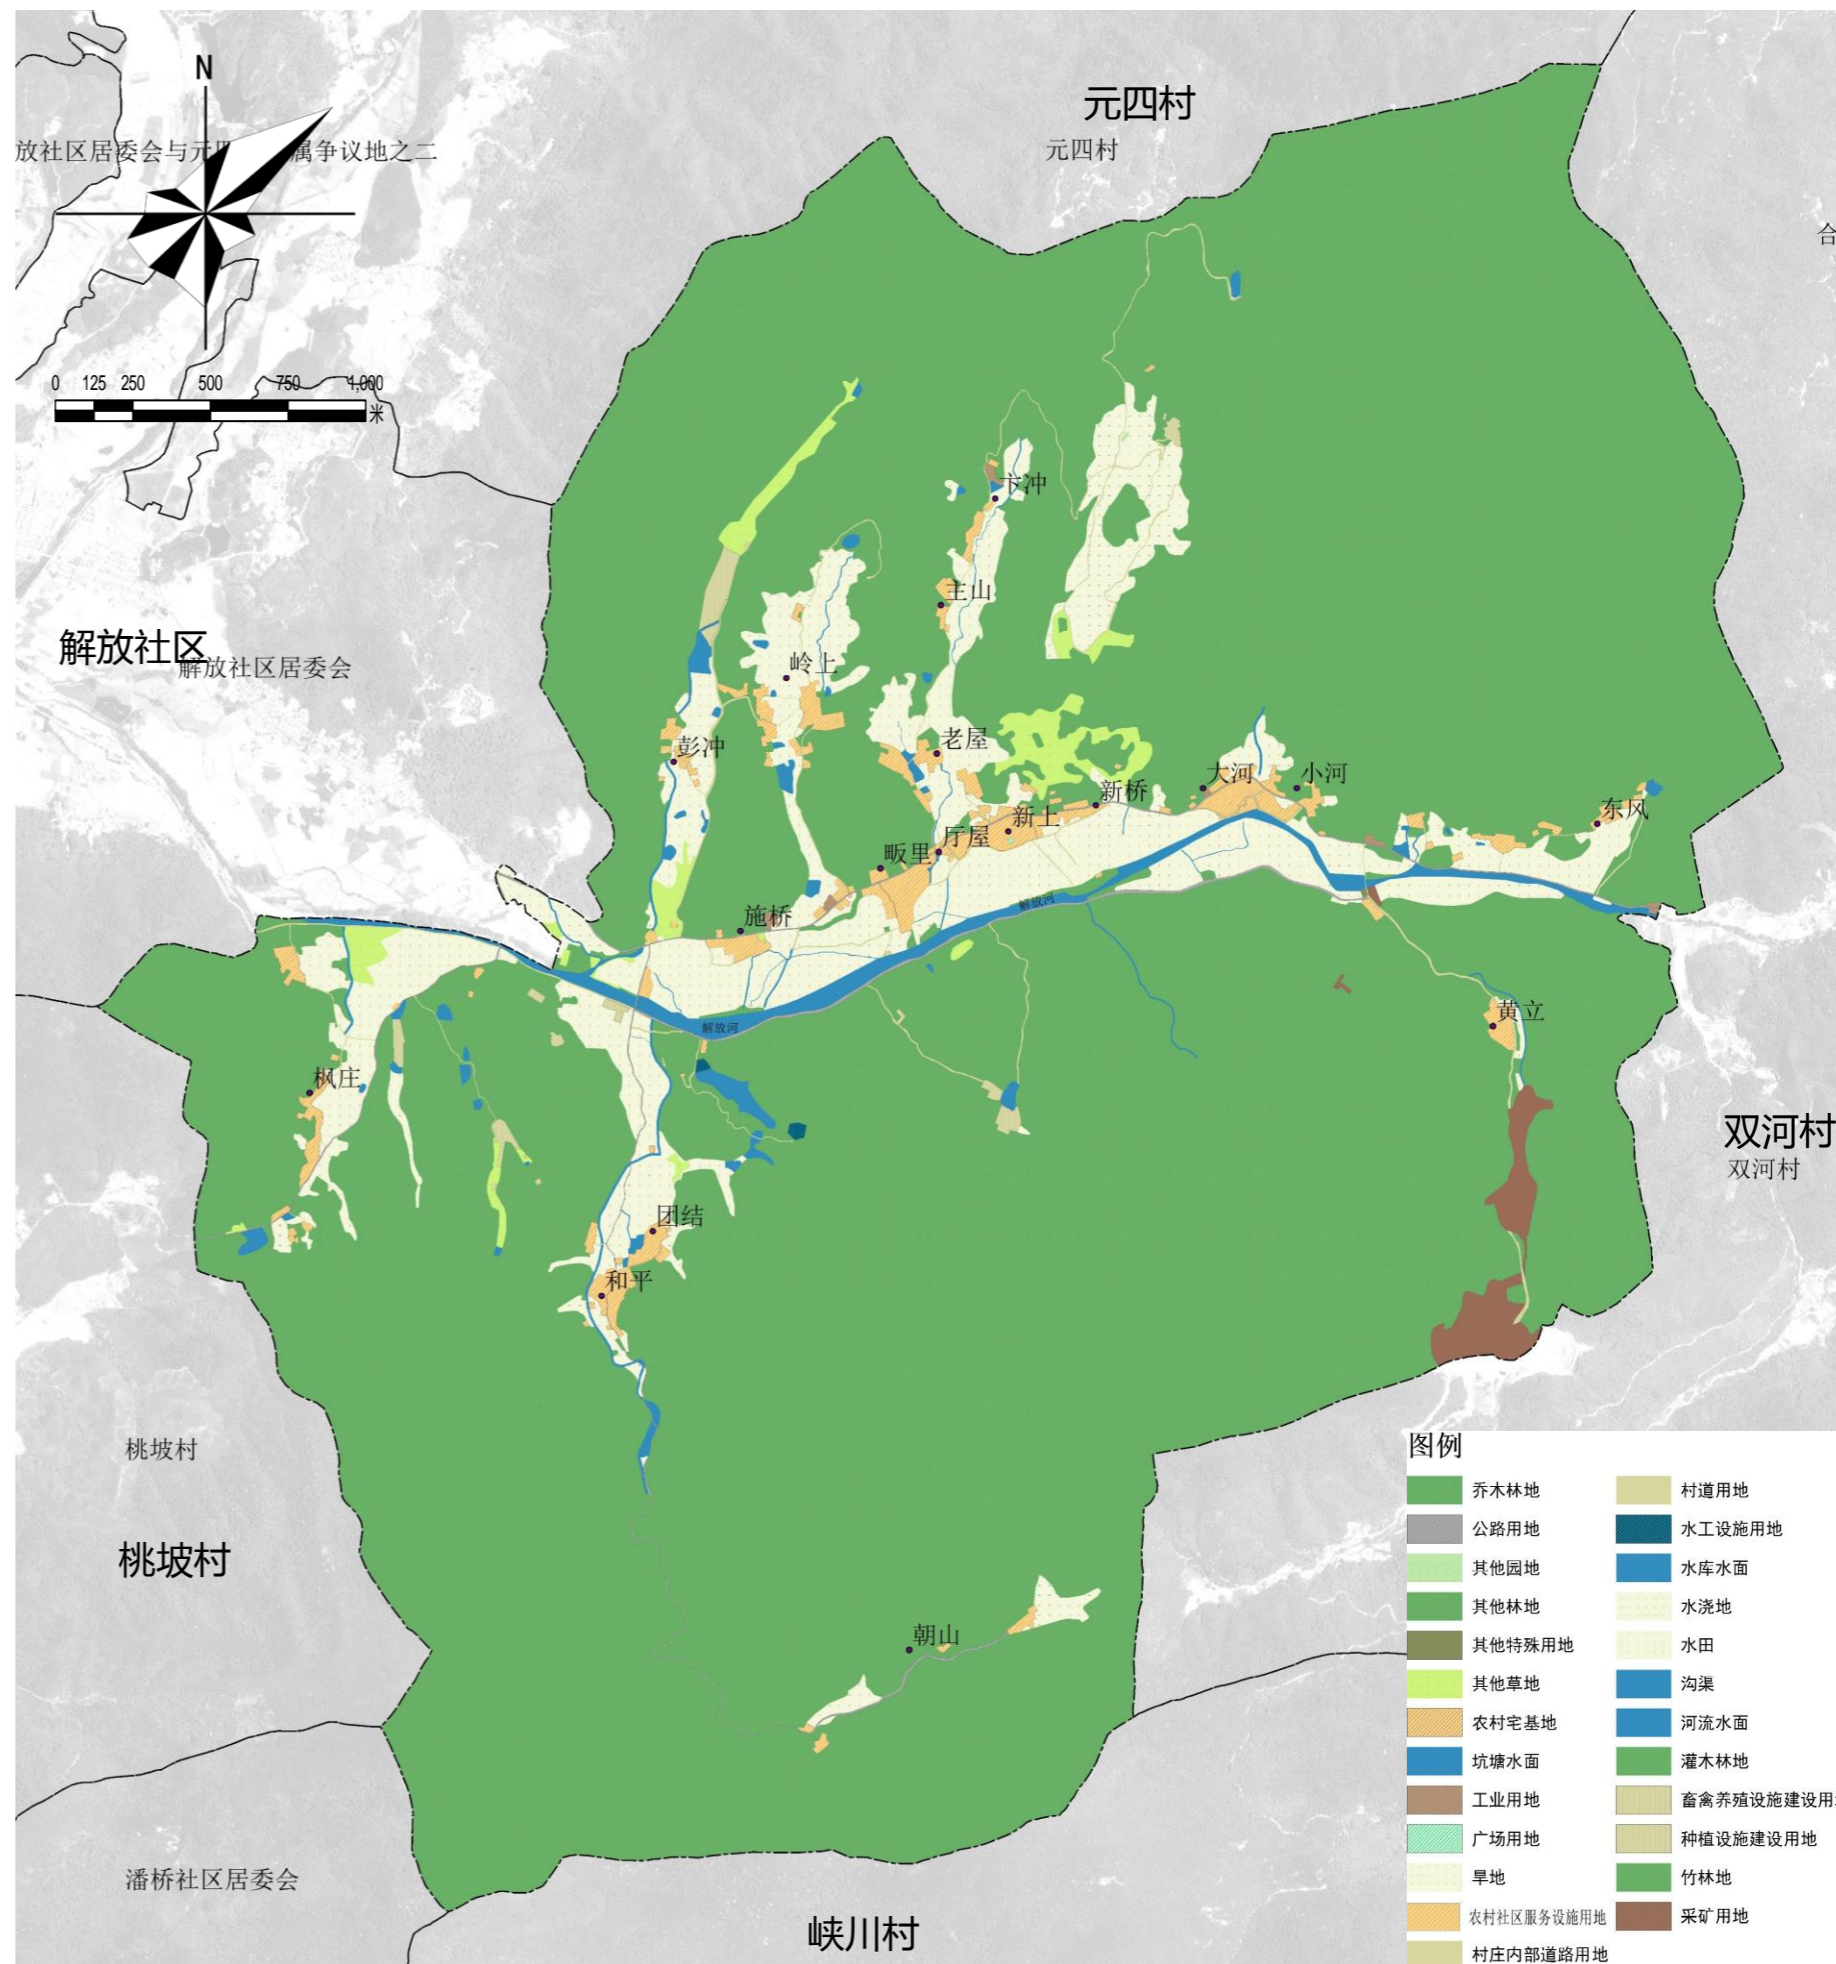 元四村
元四村
N
放社区居委会与元四
属争议地之二
合
0 125 250 500 750 1,000
米
卞冲
主山
解放社区
解放社区居委会
岭上
彭冲
老屋
大河
小河
新桥
东风
新上
厅屋
畈里
解放河
施桥
黄立
解放河
枫庄
双河村
双河村
团结
和平
桃坡村
桃坡村
朝山
潘桥社区居委会
峡川村
图例
乔木林地
公路用地
其他园地
其他林地
其他特殊用地
其他草地
农村宅基地
坑塘水面
工业用地
广场用地
旱地
农村社区服务设施用地
村庄内部道路用地
村道用地
水工设施用地
水库水面
水浇地
水田
沟渠
河流水面
灌木林地
畜禽养殖设施建设用
种植设施建设用地
竹林地
采矿用地